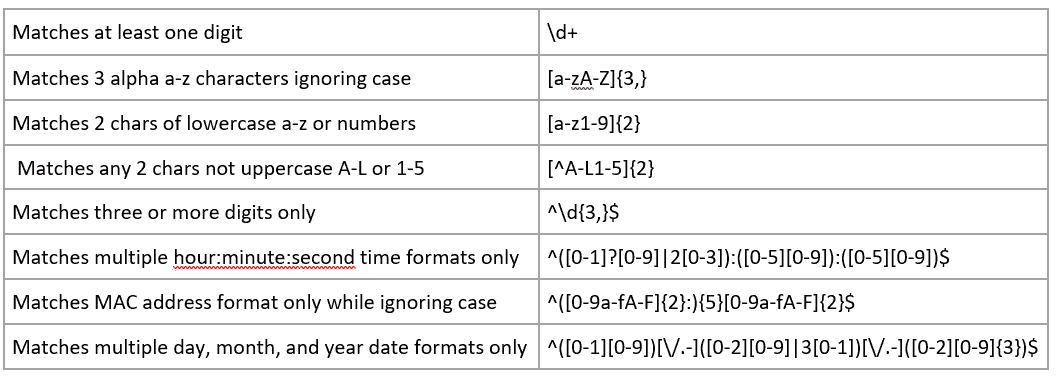 Matches at least one digit \d+
Matches 3 alpha a-z characters ignoring case [a-zA-Z]{3,}
Matches 2 chars of lowercase a-z or numbers [a-z1-9]{2}
Matches any 2 chars not uppercase A-L or 1-5 [^A-L1-5]{2}
Matches three or more digits only ^\d{3,}$
Matches multiple hour:minute:second time formats only ^([0-1]?[0-9]|2[0-3]):([0-5][0-9]):([0-5][0-9])$
Matches MAC address format only while ignoring case ^([0-9a-fA-F]{2}:){5}[0-9a-fA-F]{2}$
Matches multiple day, month, and year date formats only ^([0-1][0-9])[\/.-]([0-2][0-9]|3[0-1])[\/.-]([0-2][0-9]{3})$